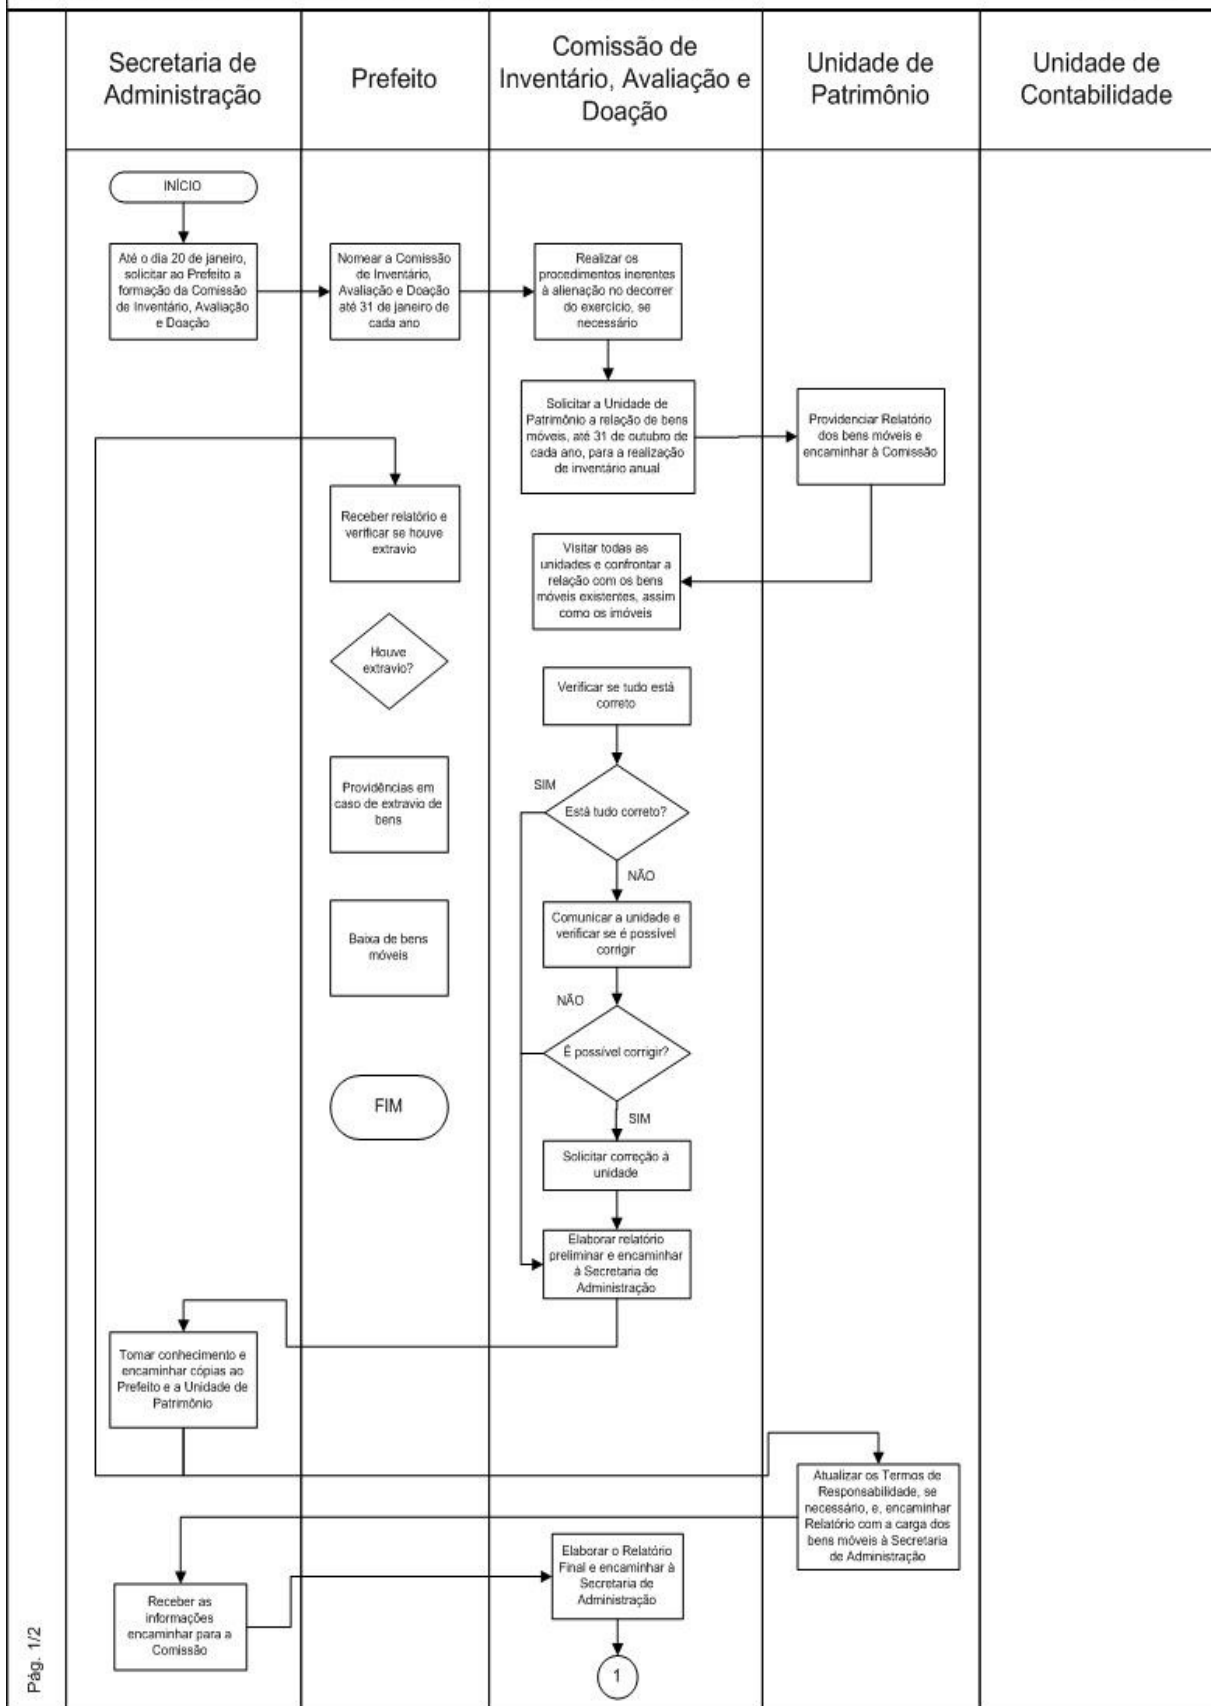 Secretaria de
Administração
Prefeito
Comissão de
Inventário, Avaliação e
Doação
Unidade de
Patrimônio
Unidade de
Contabilidade
INÍCIO
Até o dia 20 de janeiro,
solicitar ao Prefeito a
formação da Comissão
de Inventário, Avaliação
e Doação
Nomear a Comissão
de Inventário,
Avaliação e Doação
até 31 de janeiro de
cada ano
Realizar os
procedimentos inerentes
à alienação no decorrer
do exercício, se
necessário
Solicitar a Unidade de
Patrimônio a relação de bens
móveis, até 31 de outubro de
cada ano, para a realização
de inventário anual
Providenciar Relatório
dos bens móveis e
encaminhar à Comissão
Receber relatório e
verificar se houve
extravio
Visitar todas as
unidades e confrontar a
relação com os bens
móveis existentes, assim
como os imóveis
Houve
extravio?
Verificar se tudo está
correto
Providências em
caso de extravio de
bens
SIM
Está tudo correto?
NÃO
Baixa de bens
móveis
Comunicar a unidade e
verificar se é possível
corrigir
NÃO
É possível corrigir?
FIM
SIM
Solicitar correção à
unidade
Elaborar relatório
preliminar e encaminhar
à Secretaria de
Administração
Tomar conhecimento e
encaminhar cópias ao
Prefeito e a Unidade de
Patrimônio
Atualizar os Termos de
Responsabilidade, se
necessário, e, encaminhar
Relatório com a carga dos
bens móveis à Secretaria
de Administração
Elaborar o Relatório
Final e encaminhar à
Secretaria de
Administração
Receber as
informações
encaminhar para a
Comissão
1
Pág. 1/2